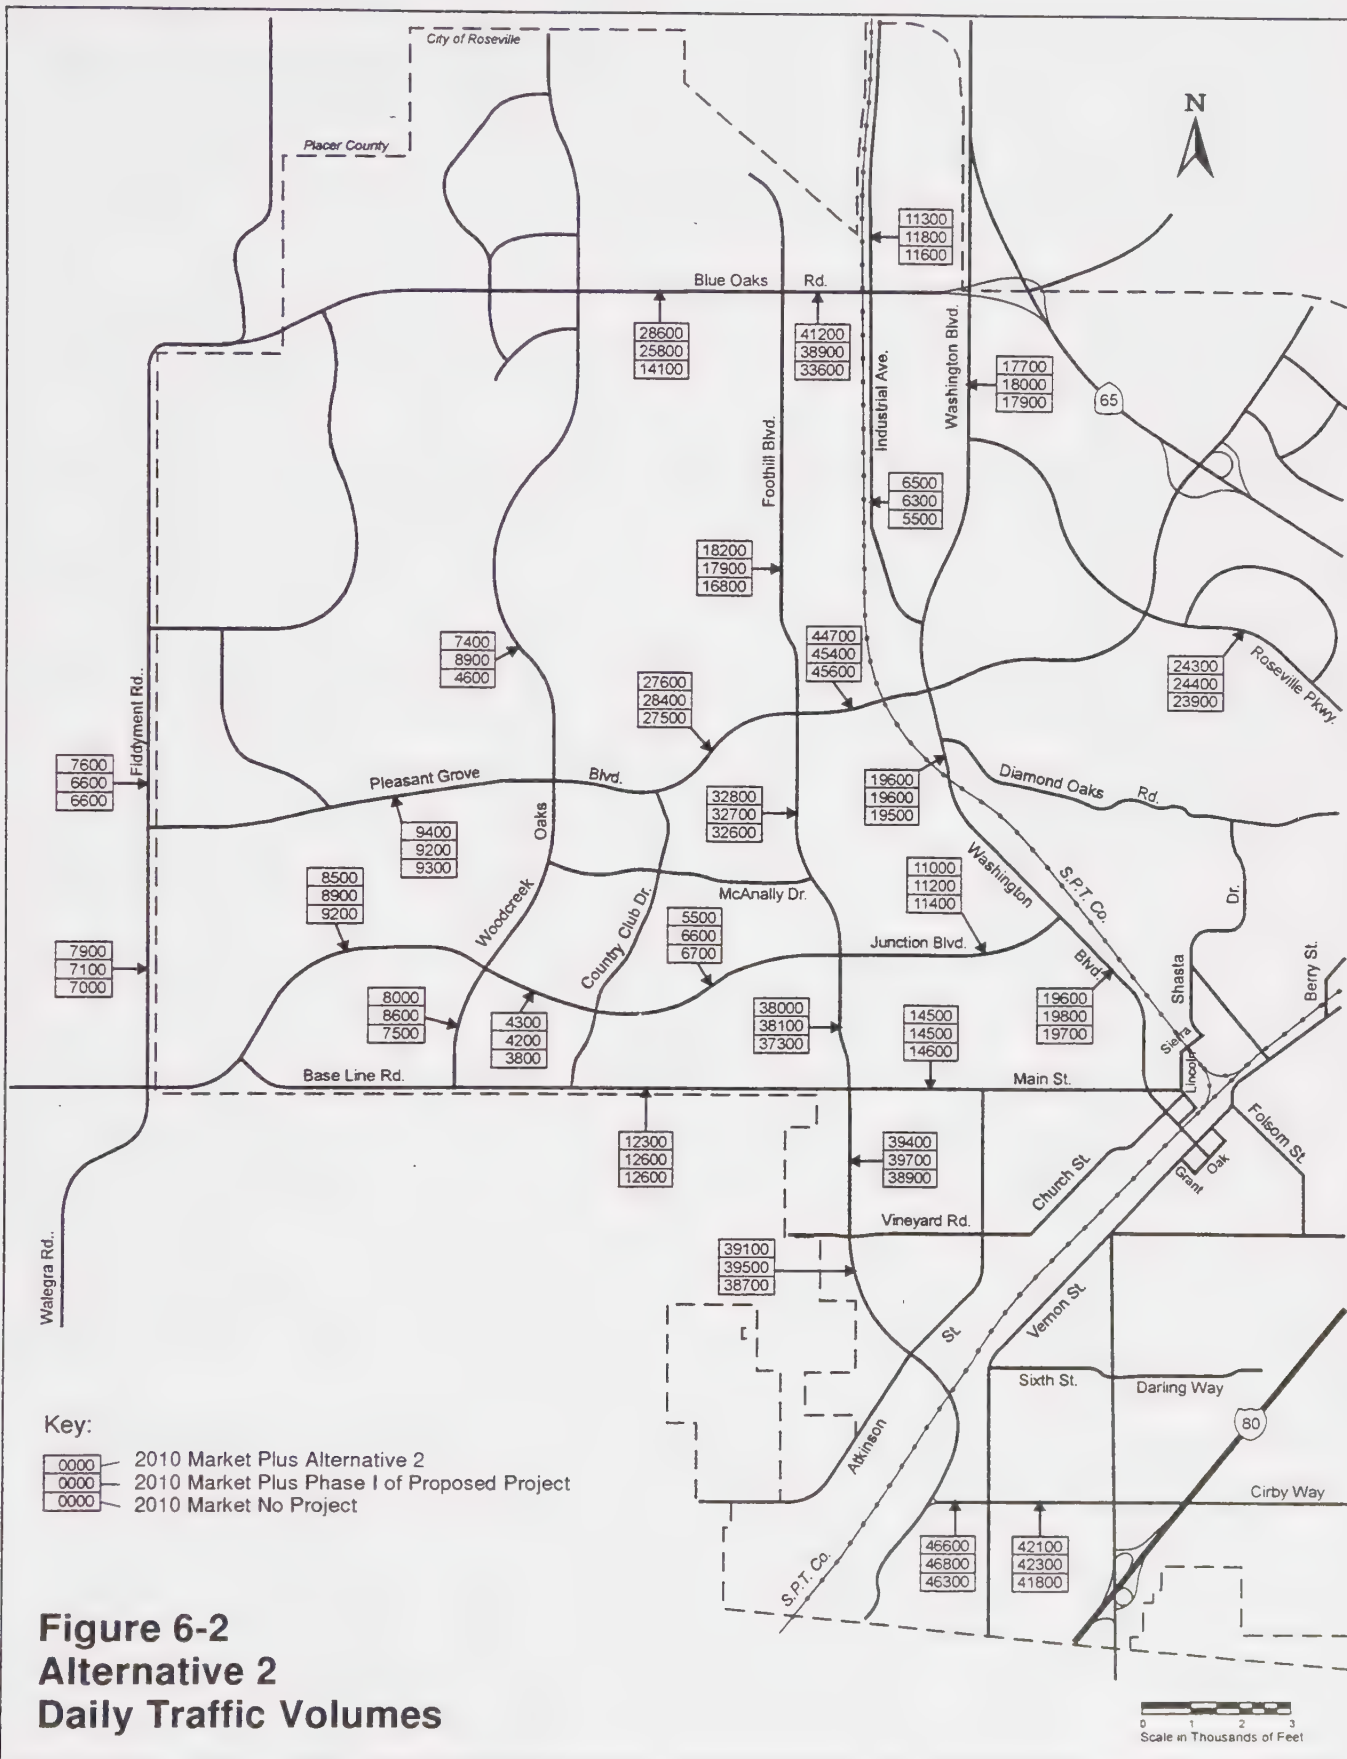 City of Roseville
Placer County
N
11300
11800
11600
Blue Oaks Rd.
28600
25800
14100
41200
38900
33600
Industrial Ave.
Washington Blvd.
17700
18000
17900
65
Foothill Blvd.
6500
6300
5500
18200
17900
16800
7400
8900
4600
44700
45400
45600
27600
28400
27500
24300
24400
23900
Roseville Pkwy.
Fiddyment Rd..
7600
6600
6600
Pleasant Grove Blvd.
19600
19600
19500
Diamond Oaks Rd.
32800
32700
32600
9400
9200
9300
Oaks
Woodcreek
8500
8900
9200
McAnally Dr.
Country Club Dr.
11000
11200
11400
Washington
Blvd.
S.P.T. Co.
Dr.
Shasta
Berry St.
5500
6600
6700
Junction Blvd.
7900
7100
7000
8000
8600
7500
4300
4200
3800
38000
38100
37300
14500
14500
14600
19600
19800
19700
Sierra
Lincoln
Base Line Rd.
Main St.
12300
12600
12600
39400
39700
38900
Church St.
Folsom St.
Oak
Grant
Vineyard Rd.
Walegra Rd..
39100
39500
38700
Vernon St.
St
Atkinson
Sixth St.
Darling Way
80
Key:
0000 2010 Market Plus Alternative 2
0000 2010 Market Plus Phase I of Proposed Project
0000 2010 Market No Project
Cirby Way
46600
46800
46300
42100
42300
41800
S.P.T. Co.
Figure 6-2
Alternative 2
Daily Traffic Volumes
0 1 2 3
Scale in Thousands of Feet